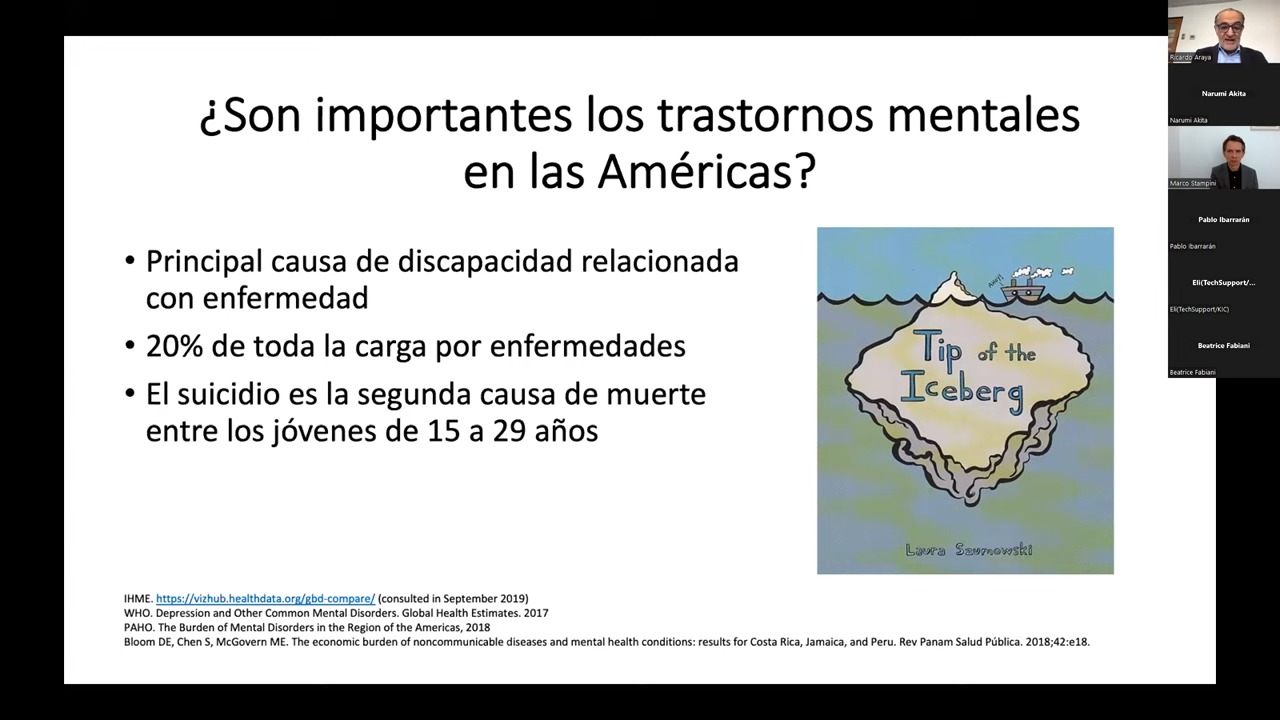 ¿Son importantes los trastornos mentales
en las Américas?
• Principal causa de discapacidad relacionada
con enfermedad
• 20% de toda la carga por enfermedades
• El suicidio es la segunda causa de muerte
entre los jóvenes de 15 a 29 años
AHOY!
Tip of the
Iceberg
Laura Szumowski
IHME. https://vizhub.healthdata.org/gbd-compare/ (consulted in September 2019)
WHO. Depression and Other Common Mental Disorders. Global Health Estimates. 2017
PAHO. The Burden of Mental Disorders in the Region of the Americas, 2018
Bloom DE, Chen S, McGovern ME. The economic burden of noncommunicable diseases and mental health conditions: results for Costa Rica, Jamaica, and Peru. Rev Panam Salud Pública. 2018;42:e18.
Ricardo Araya
Narumi Akita
Narumi Akita
Marco Stampini
Pablo Ibarrarán
Pablo Ibarrarán
Eli(TechSupport/...
Eli(TechSupport/KIC)
Beatrice Fabiani
Beatrice Fabiani